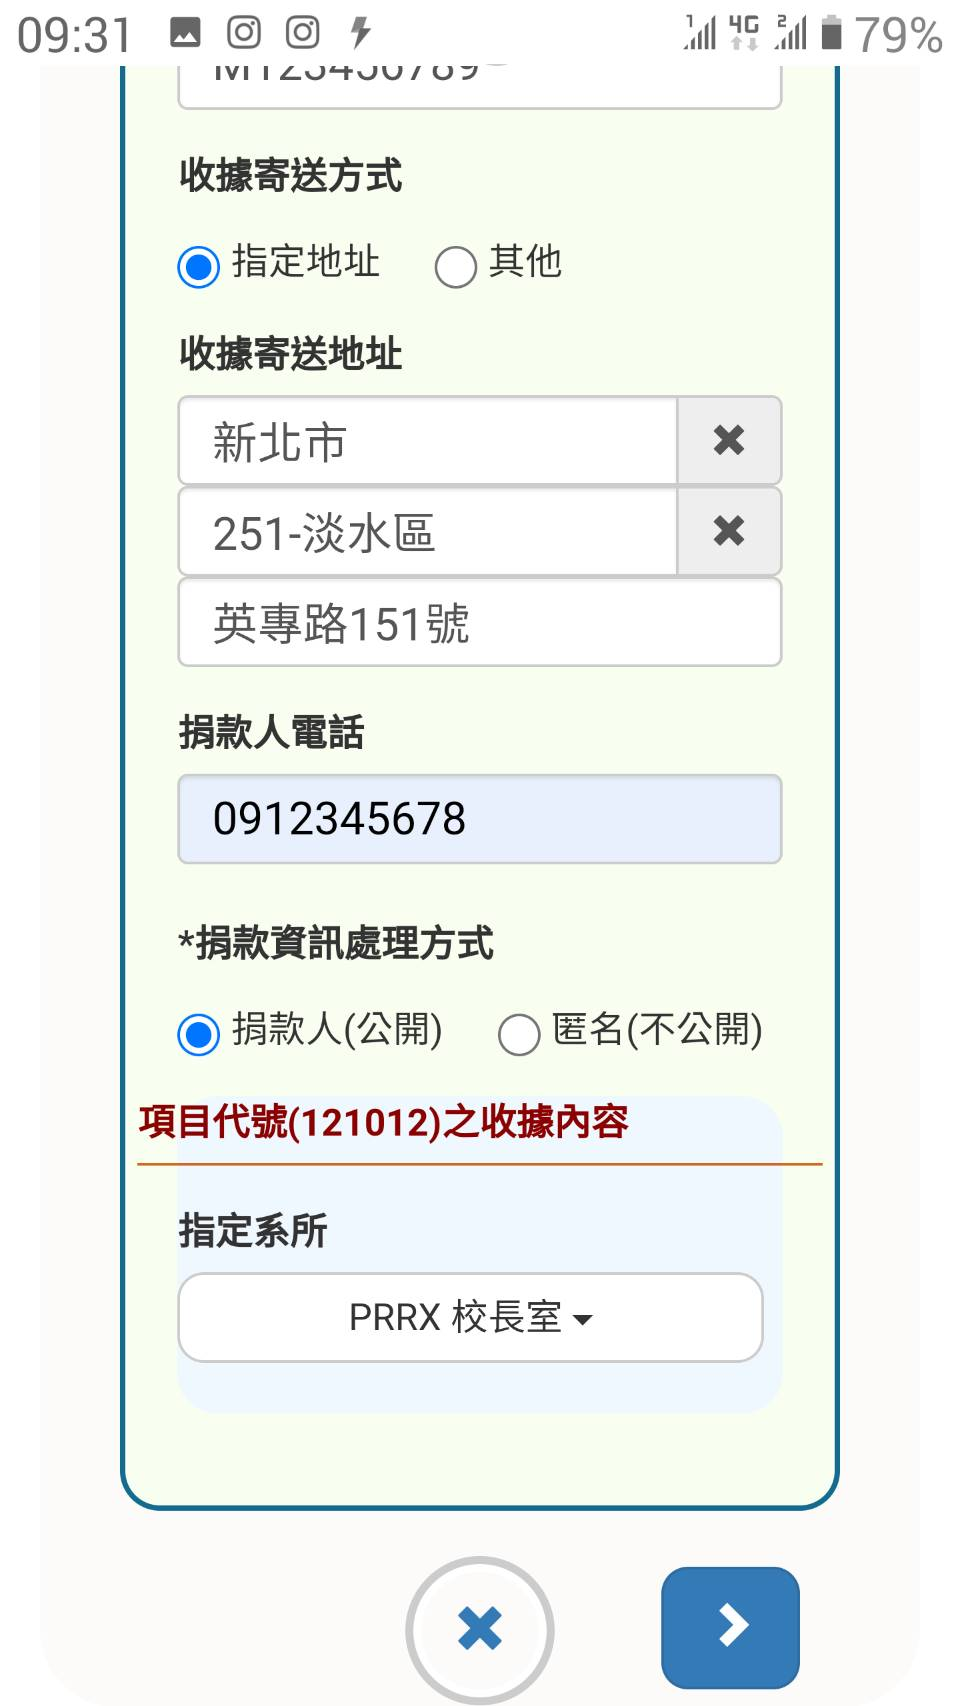 09:31 1 4G 2 79%
M123456789
收據寄送方式
指定地址 其他
收據寄送地址
新北市
251-淡水區
英專路151號
捐款人電話
0912345678
*捐款資訊處理方式
捐款人(公開) 匿名(不公開)
項目代號(121012)之收據內容
指定系所
PRRX 校長室